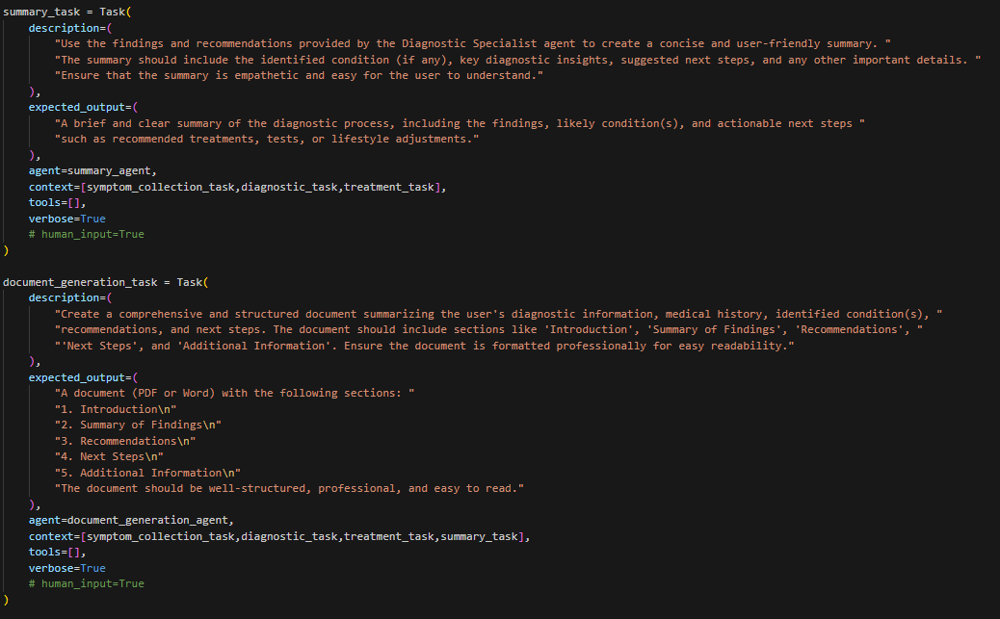 summary_task = Task(
    description=(
        "Use the findings and recommendations provided by the Diagnostic Specialist agent to create a concise and user-friendly summary. "
        "The summary should include the identified condition (if any), key diagnostic insights, suggested next steps, and any other important details. "
        "Ensure that the summary is empathetic and easy for the user to understand."
    ),
    expected_output=(
        "A brief and clear summary of the diagnostic process, including the findings, likely condition(s), and actionable next steps "
        "such as recommended treatments, tests, or lifestyle adjustments."
    ),
    agent=summary_agent,
    context=[symptom_collection_task,diagnostic_task,treatment_task],
    tools=[],
    verbose=True
    # human_input=True
)

document_generation_task = Task(
    description=(
        "Create a comprehensive and structured document summarizing the user's diagnostic information, medical history, identified condition(s), "
        "recommendations, and next steps. The document should include sections like 'Introduction', 'Summary of Findings', 'Recommendations', "
        "'Next Steps', and 'Additional Information'. Ensure the document is formatted professionally for easy readability."
    ),
    expected_output=(
        "A document (PDF or Word) with the following sections: "
        "1. Introduction\n"
        "2. Summary of Findings\n"
        "3. Recommendations\n"
        "4. Next Steps\n"
        "5. Additional Information\n"
        "The document should be well-structured, professional, and easy to read."
    ),
    agent=document_generation_agent,
    context=[symptom_collection_task,diagnostic_task,treatment_task,summary_task],
    tools=[],
    verbose=True
    # human_input=True
)